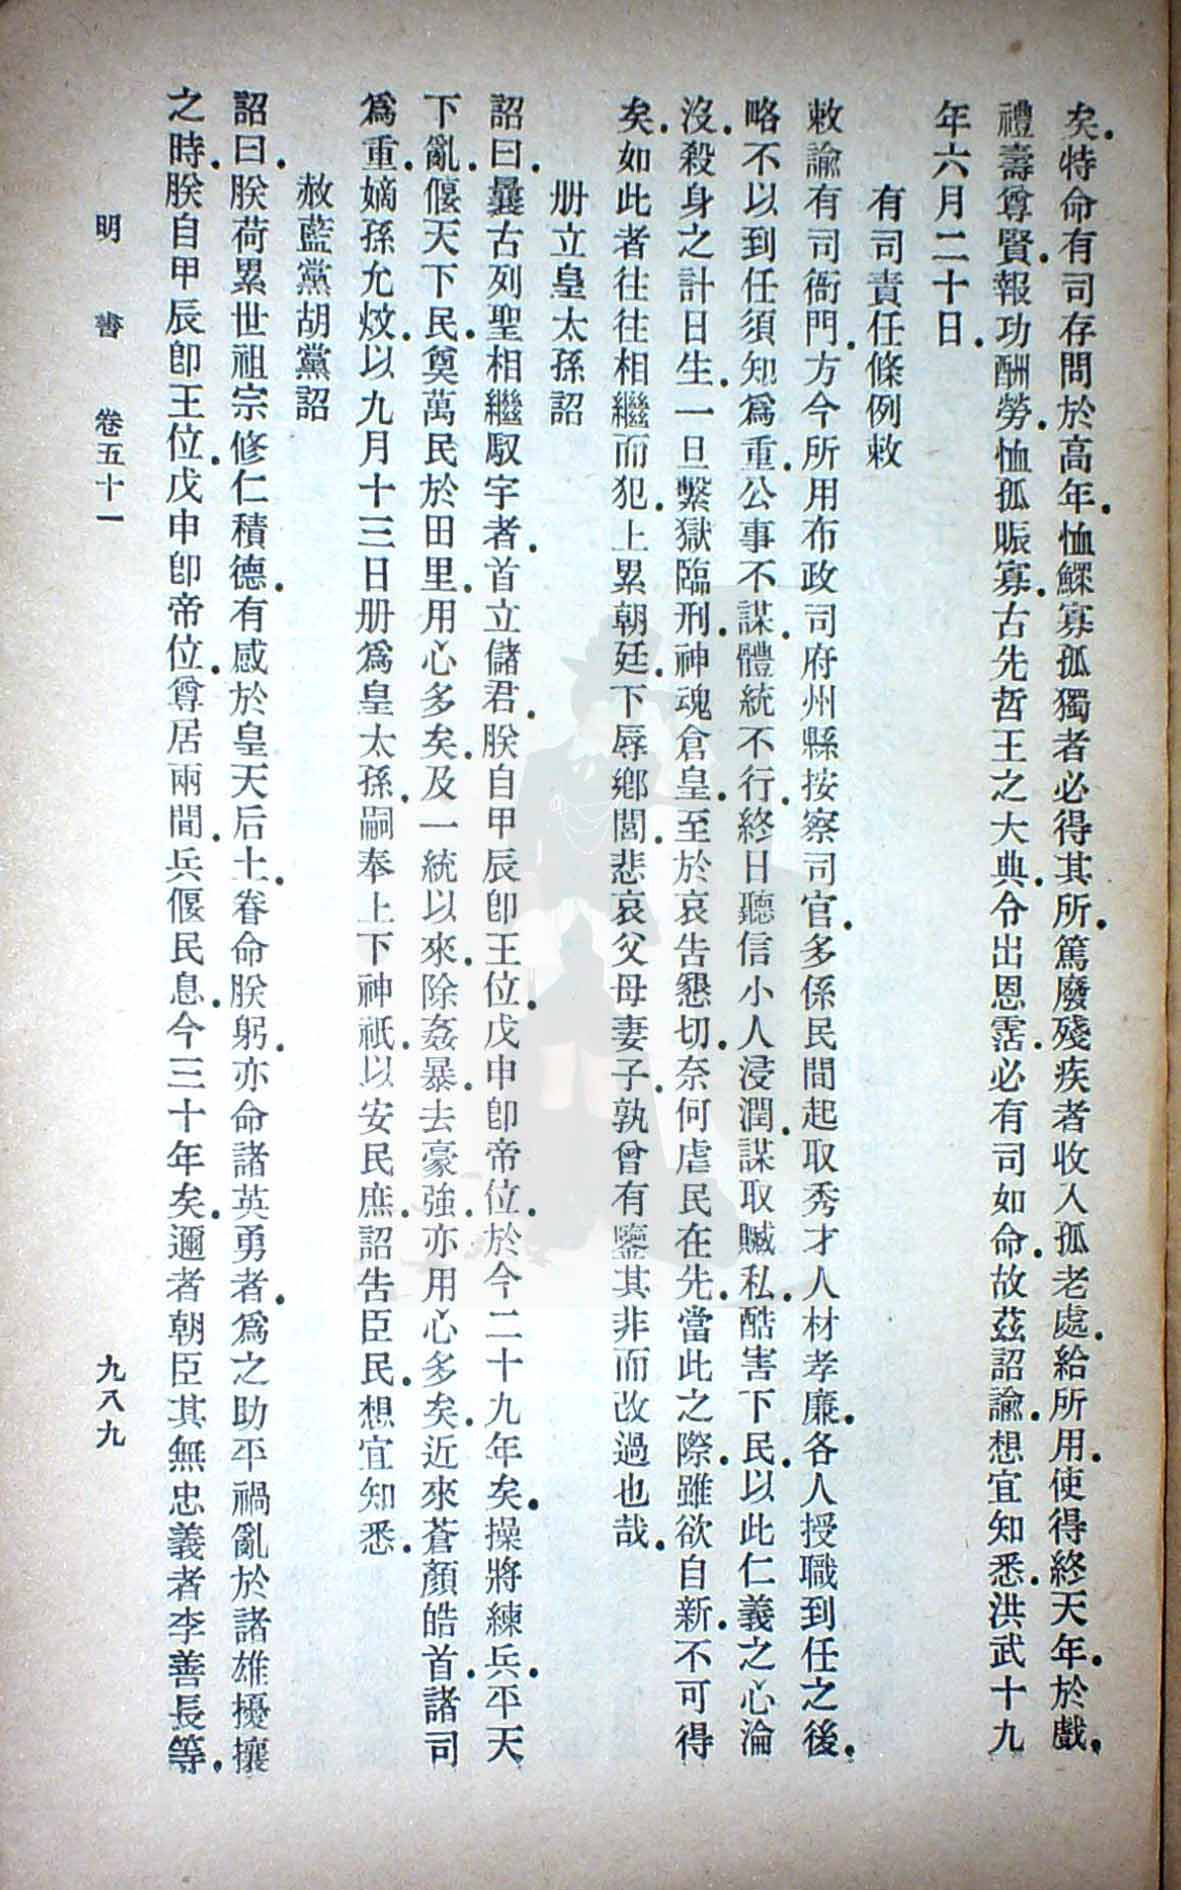 矣.特命有司存問於高年.恤鰥寡孤獨者必得其所.篤廢殘疾者收入孤老處.給所用.使得終天年.於戲.
禮壽尊賢.報功酬勞.恤孤賑寡.古先哲王之大典.令出恩霑.必有司如命.故茲詔諭.想宜知悉.洪武十九
年六月二十日.
有司責任條例敕
敕諭有司衙門.方今所用布政司府州縣按察司官.多係民間起取秀才人材孝廉.各人授職到任之後.
略不以到任須知爲重.公事不謀.體統不行.終日聽信小人浸潤.謀取贓私.酷害下民.以此仁義之心淪
沒.殺身之計日生.一旦繫獄臨刑.神魂倉皇.至於哀告懇切.奈何虐民在先.當此之際.雖欲自新.不可得
矣.如此者往往相繼而犯.上累朝廷.下辱鄉閭.悲哀父母妻子.孰曾有鑒其非而改過也哉.
册立皇太孫詔
詔曰.曩古列聖相繼馭宇者.首立儲君.朕自甲辰卽王位.戊申卽帝位.於今二十九年矣.操將練兵.平天
下亂.偃天下民.奠萬民於田里.用心多矣.及一統以來.除姦暴.去豪強.亦用心多矣.近來蒼顏皓首.諸司
爲重.嫡孫允炆.以九月十三日册爲皇太孫.嗣奉上下神祇.以安民庶.詔告臣民.想宜知悉.
赦藍黨胡黨詔
詔曰.朕荷累世祖宗修仁積德.有感於皇天后土.眷命朕躬.亦命諸英勇者.爲之助平禍亂於諸雄擾攘
之時.朕自甲辰卽王位.戊申卽帝位.尊居兩間.兵偃民息.今三十年矣.邇者朝臣其無忠義者李善長等.
明書 卷五十一 九八九